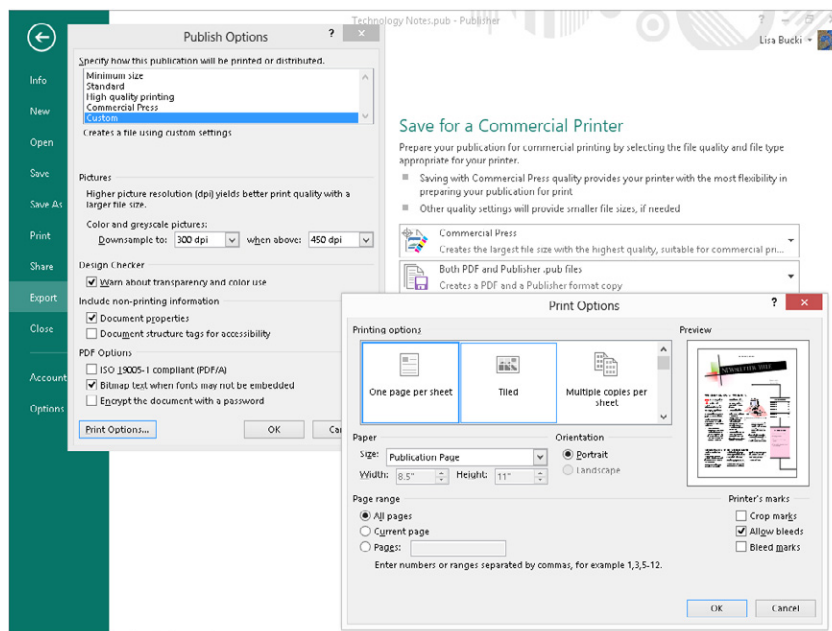 Technology Notes.pub - Publisher
? 
Lisa Bucki
Info
New
Open
Save
Save As
Print
Share
Export
Close
Account
Options
Publish Options
?
Specify how this publication will be printed or distributed.
Minimum size
Standard
High quality printing
Commercial Press
Custom
Creates a file using custom settings
Pictures
Higher picture resolution (dpi) yields better print quality with a
larger file size.
Color and greyscale pictures:
Downsample to: 300 dpi when above: 450 dpi
Design Checker
Warn about transparency and color use
Include non-printing information
Document properties
Document structure tags for accessibility
PDF Options
ISO 19005-1 compliant (PDF/A)
Bitmap text when fonts may not be embedded
Encrypt the document with a password
Print Options... OK Ca
Save for a Commercial Printer
Prepare your publication for commercial printing by selecting the file quality and file type
appropriate for your printer.
Saving with Commercial Press quality provides your printer with the most flexibility in
preparing your publication for print
Other quality settings will provide smaller file sizes, if needed
Commercial Press
Creates the largest file size with the highest quality, suitable for commercial pri...
Both PDF and Publisher .pub files
Creates a PDF and a Publisher format copy
Print Options
?
Printing options
One page per sheet
Tiled
Multiple copies per
sheet
Paper
Size: Publication Page
Width: 8.5" Height: 11"
Orientation
Portrait
Landscape
Page range
All pages
Current page
Pages:
Enter numbers or ranges separated by commas, for example 1,3,5-12.
Preview
NEWSLETTER TITLE
Printer's marks
Crop marks
Allow bleeds
Bleed marks
OK Cancel